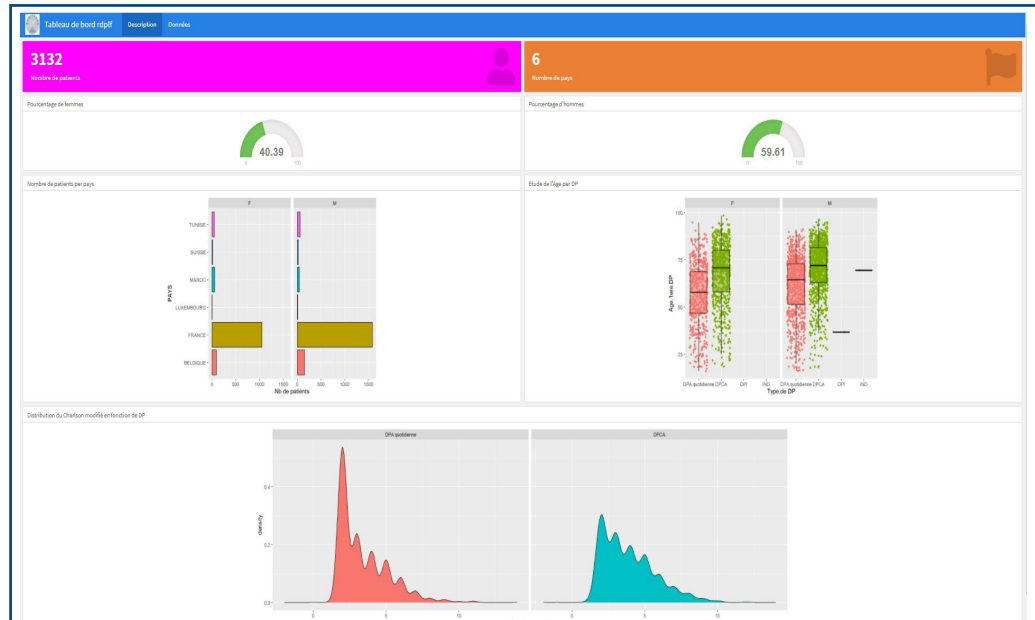 Tableau de bord rdplf Description Données
3132
Nombre de patients
6
Nombre de pays
Pourcentage de femmes
40.39
0 100
Pourcentage d'hommes
59.61
0 100
Nombre de patients par pays
F M
TUNISIE
SUISSE
MAROC
LUXEMBOURG
FRANCE
BELGIQUE
PAYS
0 500 1000 1500 0 500 1000 1500
Nb de patients
Etude de l'Age par DP
F M
100
75
50
25
DPA quotidienne DPCA DPI IND DPA quotidienne DPCA DPI IND
Type.de.DP
Distribution du Charlson modifié en fonction de DP
DPA quotidienne DPCA
0.4
0.2
0.0
density
0 5 10 0 5 10